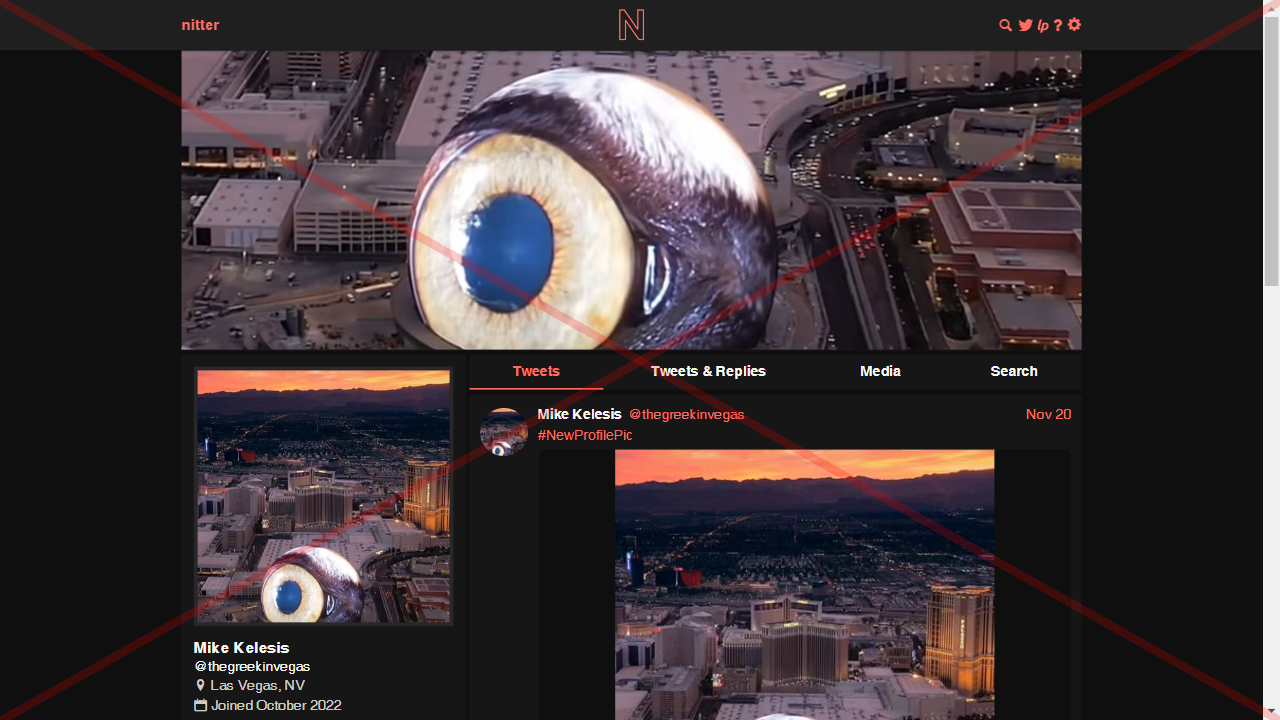 nitter
N
lp ?
Tweets
Tweets & Replies
Media
Search
Mike Kelesis @thegreekinvegas
Nov 20
#NewProfilePic
Mike Kelesis
@thegreekinvegas
Las Vegas, NV
Joined October 2022